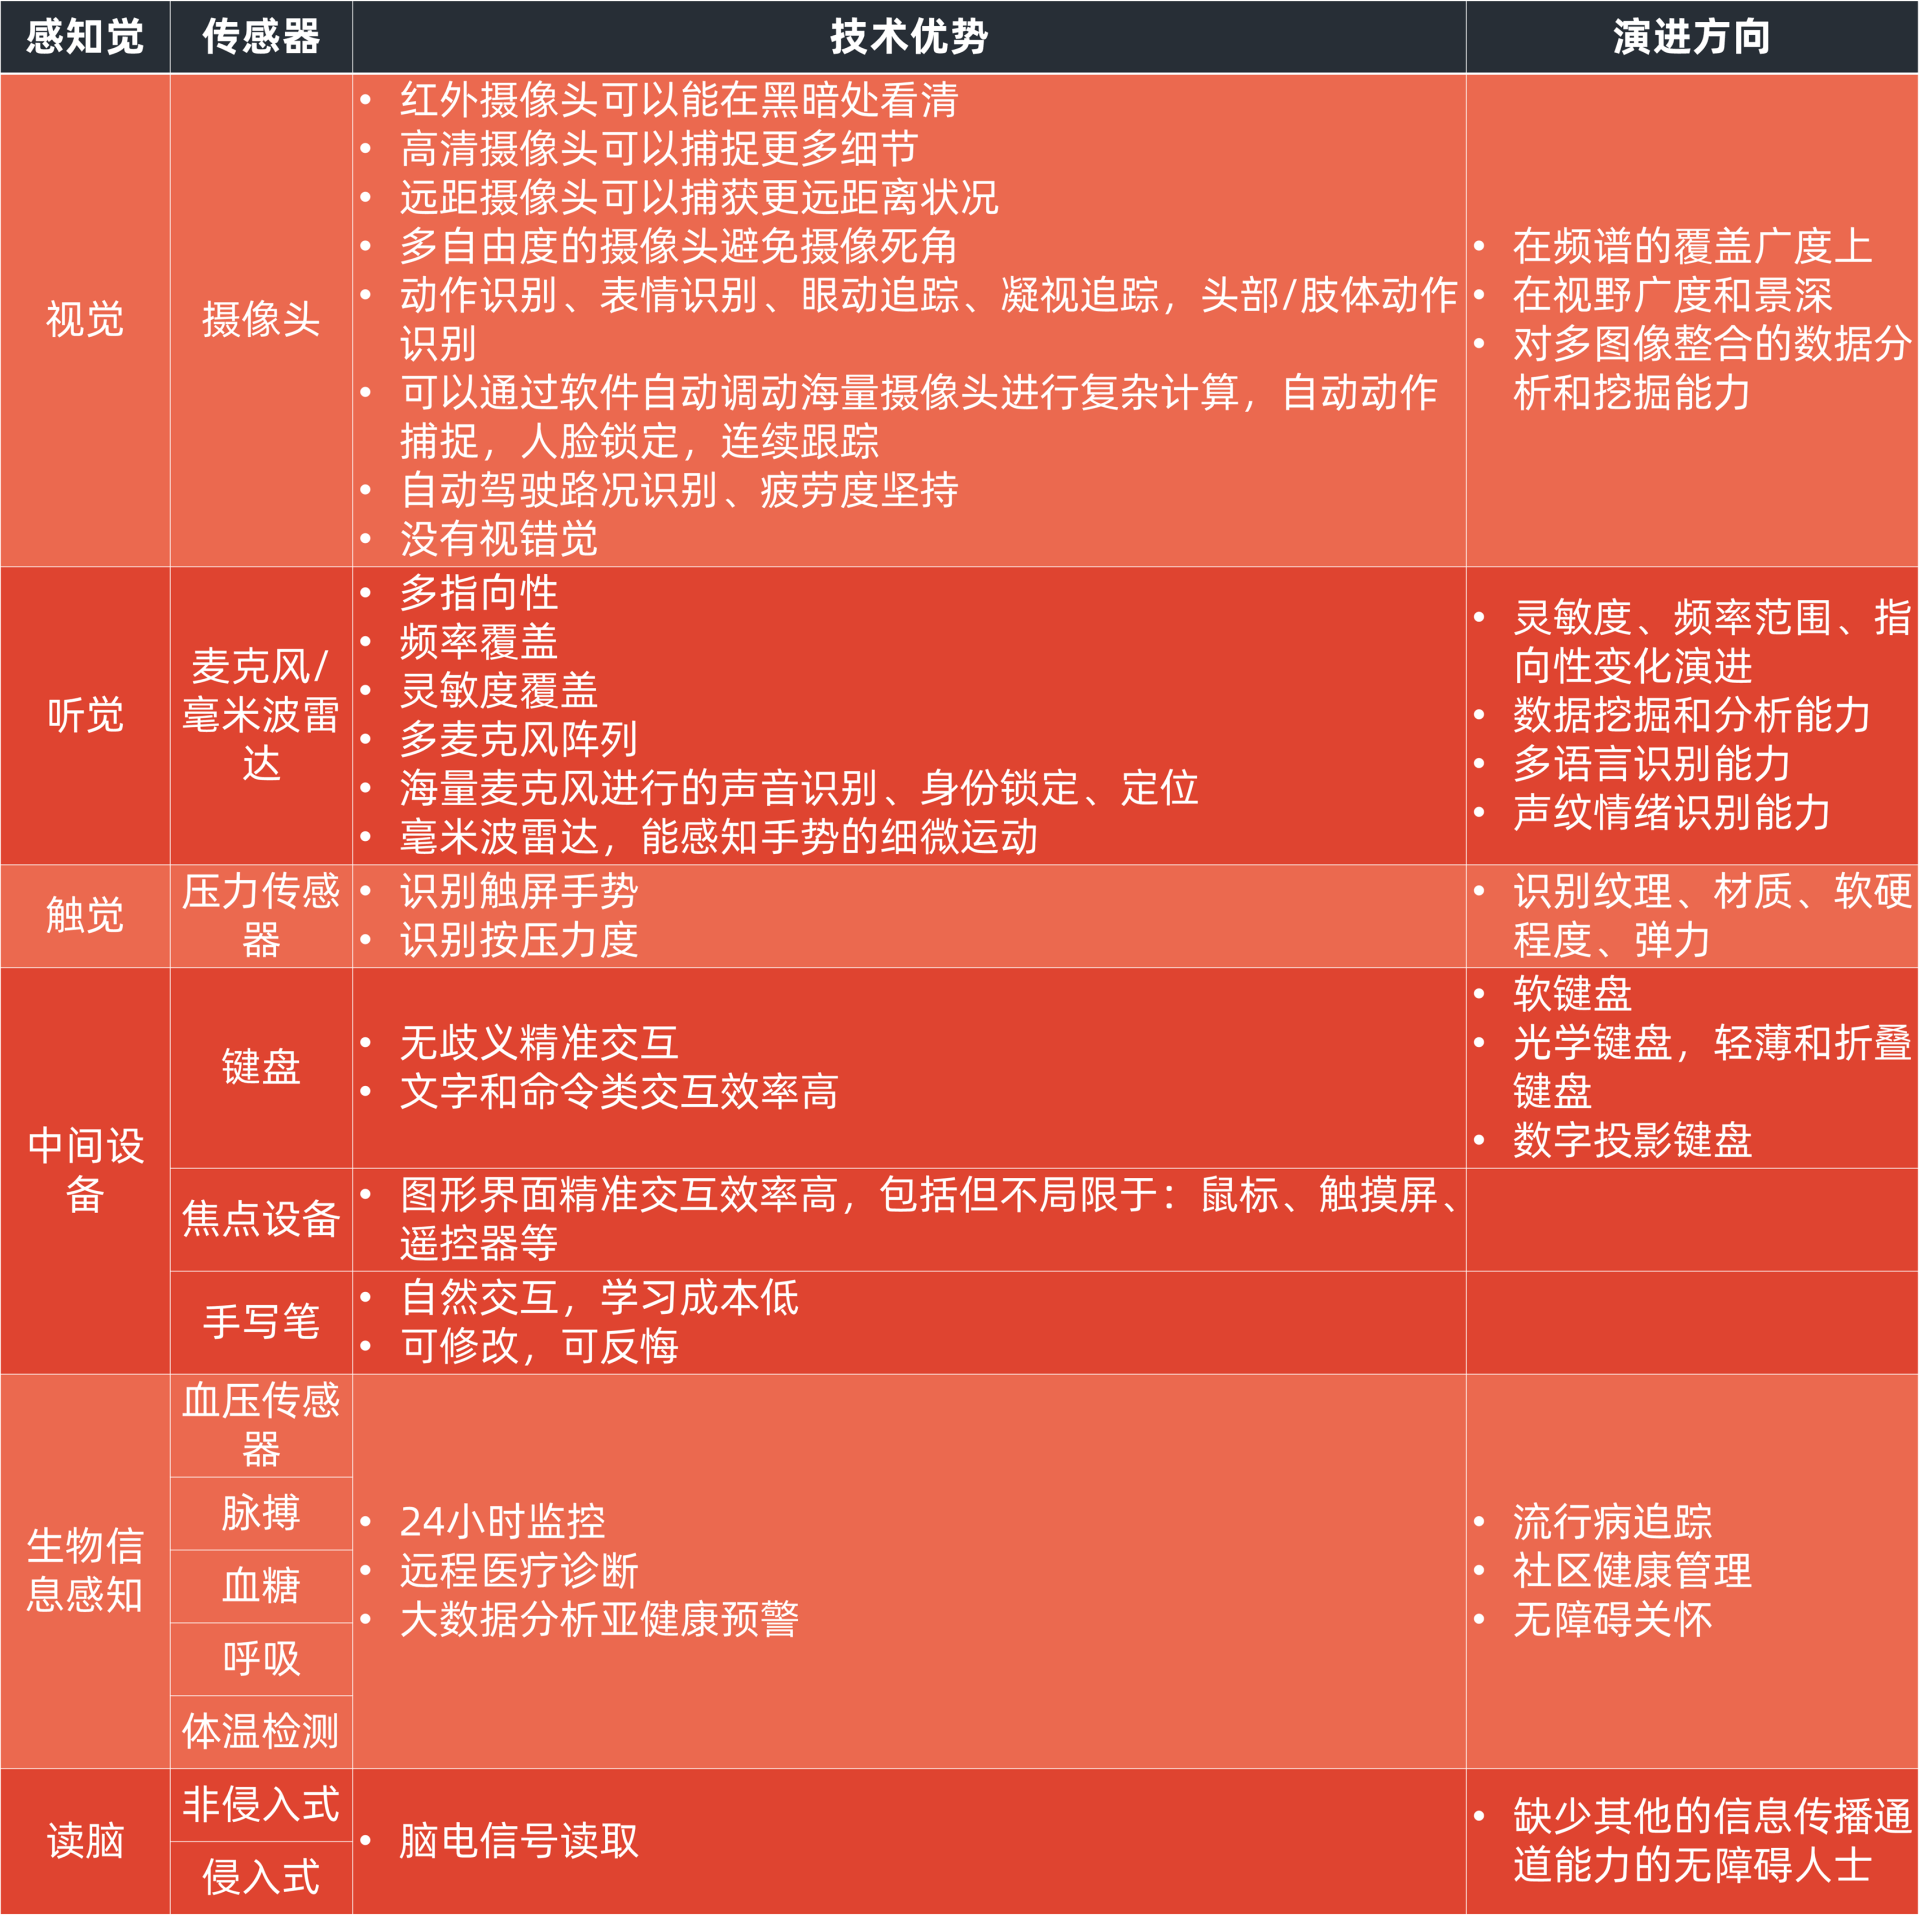 感知觉 传感器 技术优势 演进方向
视觉
摄像头
• 红外摄像头可以能在黑暗处看清
• 高清摄像头可以捕捉更多细节
• 远距摄像头可以捕获更远距离状况
• 多自由度的摄像头避免摄像死角
• 动作识别、表情识别、眼动追踪、凝视追踪，头部/肢体动作
识别
• 可以通过软件自动调动海量摄像头进行复杂计算，自动动作
捕捉，人脸锁定，连续跟踪
• 自动驾驶路况识别、疲劳度坚持
• 没有视错觉
• 在频谱的覆盖广度上
• 在视野广度和景深
• 对多图像整合的数据分
析和挖掘能力
听觉
麦克风/
毫米波雷
达
• 多指向性
• 频率覆盖
• 灵敏度覆盖
• 多麦克风阵列
• 海量麦克风进行的声音识别、身份锁定、定位
• 毫米波雷达，能感知手势的细微运动
• 灵敏度、频率范围、指
向性变化演进
• 数据挖掘和分析能力
• 多语言识别能力
• 声纹情绪识别能力
触觉
压力传感
器
• 识别触屏手势
• 识别按压力度
• 识别纹理、材质、软硬
程度、弹力
中间设
备
键盘
• 无歧义精准交互
• 文字和命令类交互效率高
• 软键盘
• 光学键盘，轻薄和折叠
键盘
• 数字投影键盘
焦点设备
• 图形界面精准交互效率高，包括但不局限于：鼠标、触摸屏、
遥控器等
手写笔
• 自然交互，学习成本低
• 可修改，可反悔
生物信
息感知
血压传感
器
脉搏
血糖
呼吸
体温检测
• 24小时监控
• 远程医疗诊断
• 大数据分析亚健康预警
• 流行病追踪
• 社区健康管理
• 无障碍关怀
读脑
非侵入式
侵入式
• 脑电信号读取
• 缺少其他的信息传播通
道能力的无障碍人士